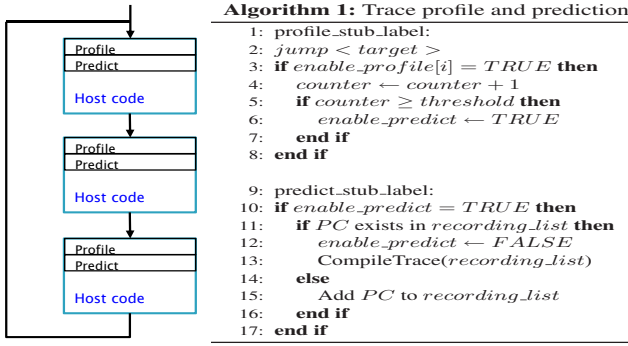 Profile
Predict
Host code
Profile
Predict
Host code
Profile
Predict
Host code
Algorithm 1: Trace profile and prediction
1: profile_stub_label:
2: jump < target >
3: if enable_profile[i] = TRUE then
4: counter ← counter + 1
5: if counter ≥ threshold then
6: enable_predict ← TRUE
7: end if
8: end if
9: predict_stub_label:
10: if enable_predict = TRUE then
11: if PC exists in recording_list then
12: enable_predict ← FALSE
13: CompileTrace(recording_list)
14: else
15: Add PC to recording_list
16: end if
17: end if